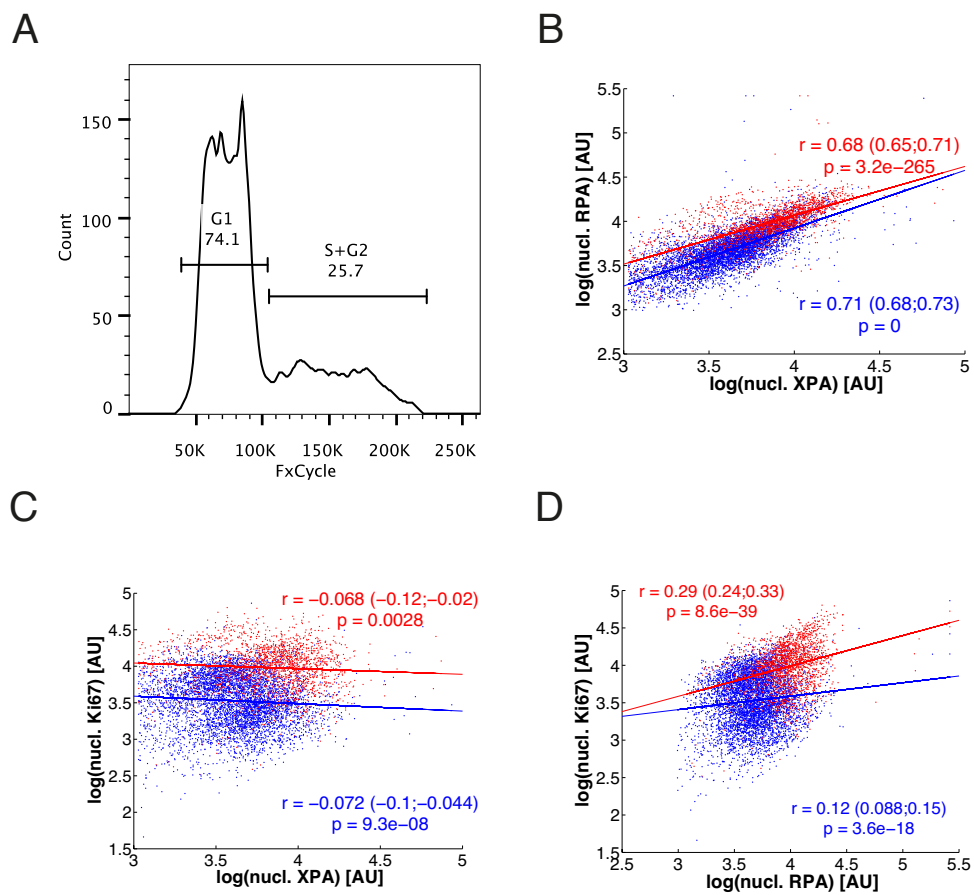 A
150
100
50
0
Count
G1
74.1
S+G2
25.7
50K 100K 150K 200K 250K
FxCycle
B
5.5
5
4.5
4
3.5
3
2.5
log(nucl. RPA) [AU]
r = 0.68 (0.65;0.71)
p = 3.2e−265
r = 0.71 (0.68;0.73)
p = 0
3 3.5 4 4.5 5
log(nucl. XPA) [AU]
C
5
4.5
4
3.5
3
2.5
2
1.5
log(nucl. Ki67) [AU]
r = −0.068 (−0.12;−0.02)
p = 0.0028
r = −0.072 (−0.1;−0.044)
p = 9.3e−08
3 3.5 4 4.5 5
log(nucl. XPA) [AU]
D
5
4.5
4
3.5
3
2.5
2
1.5
log(nucl. Ki67) [AU]
r = 0.29 (0.24;0.33)
p = 8.6e−39
r = 0.12 (0.088;0.15)
p = 3.6e−18
2.5 3 3.5 4 4.5 5 5.5
log(nucl. RPA) [AU]